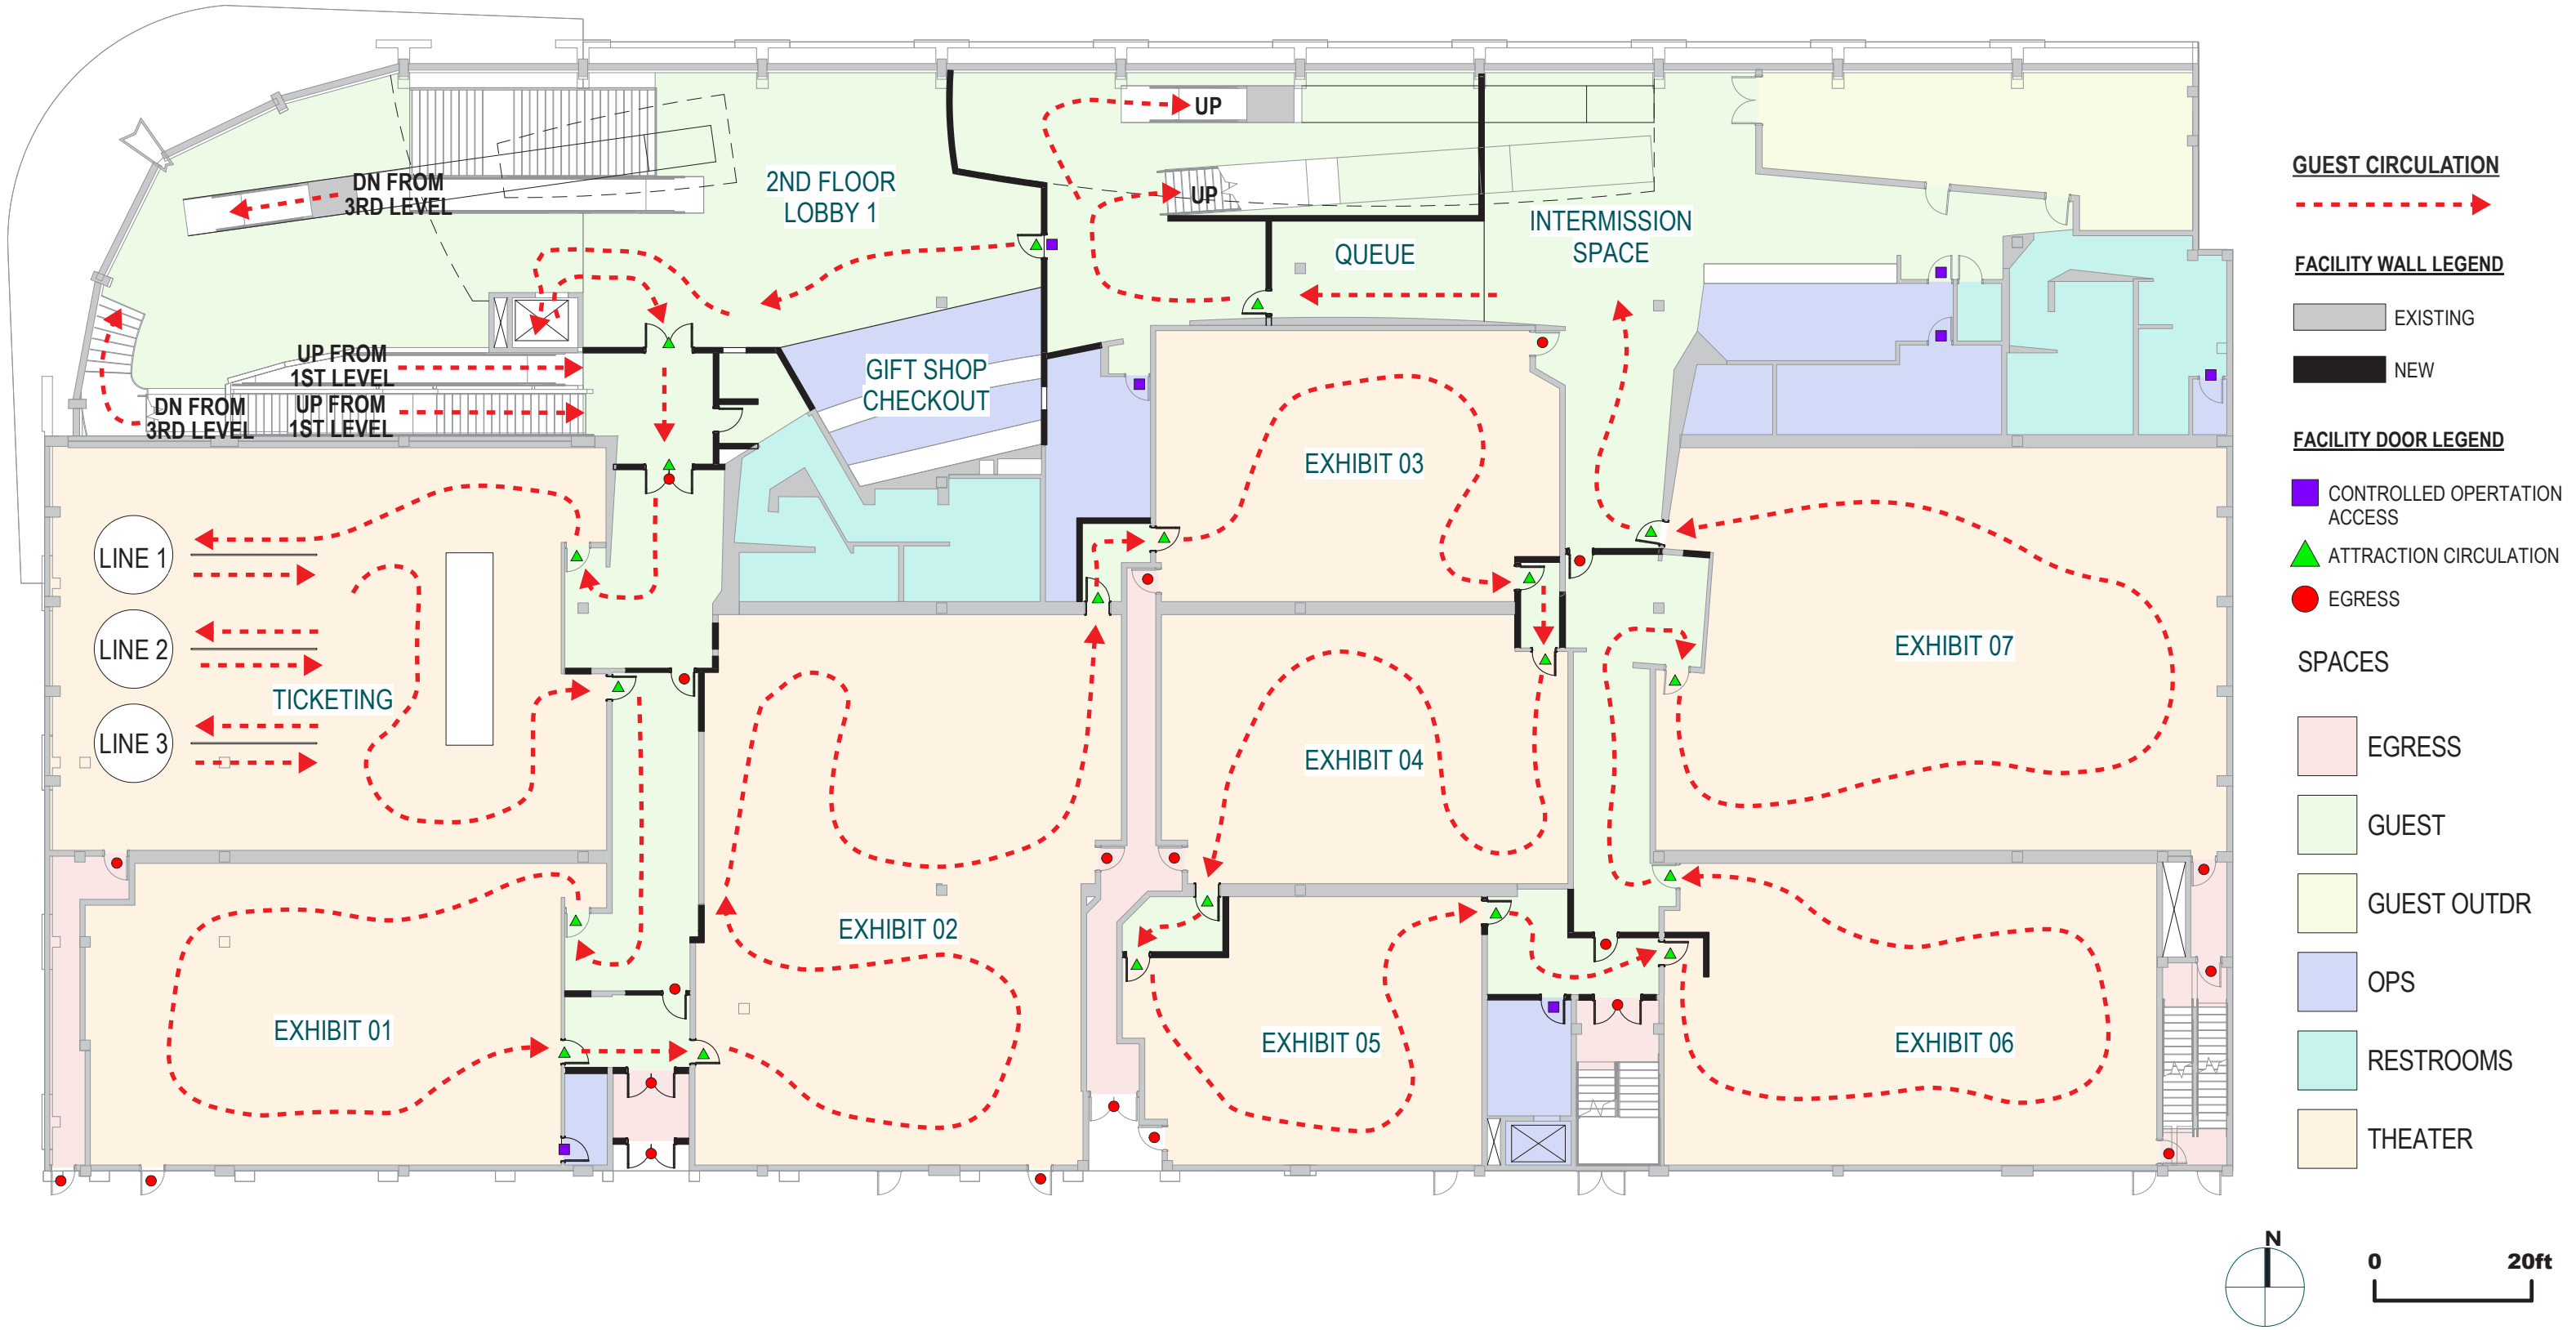 UP
DN FROM
3RD LEVEL
2ND FLOOR
LOBBY 1
UP
INTERMISSION
SPACE
QUEUE
UP FROM
1ST LEVEL
GIFT SHOP
CHECKOUT
DN FROM
3RD LEVEL
UP FROM
1ST LEVEL
EXHIBIT 03
LINE 1
LINE 2
LINE 3
TICKETING
EXHIBIT 07
EXHIBIT 04
EXHIBIT 02
EXHIBIT 01
EXHIBIT 05
EXHIBIT 06
GUEST CIRCULATION
FACILITY WALL LEGEND
EXISTING
NEW
FACILITY DOOR LEGEND
CONTROLLED OPERTATION
ACCESS
ATTRACTION CIRCULATION
EGRESS
SPACES
EGRESS
GUEST
GUEST OUTDR
OPS
RESTROOMS
THEATER
N
0 20ft